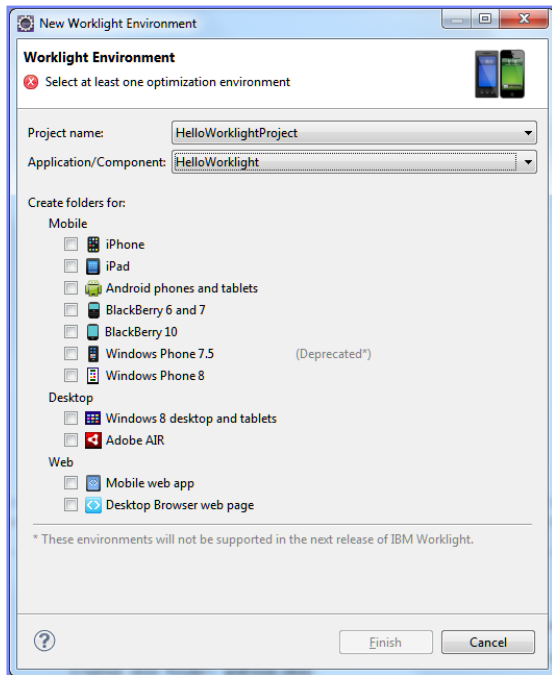 New Worklight Environment
Worklight Environment
Select at least one optimization environment
Project name: HelloWorklightProject
Application/Component: HelloWorklight
Create folders for:
Mobile
iPhone
iPad
Android phones and tablets
BlackBerry 6 and 7
BlackBerry 10
Windows Phone 7.5 (Deprecated*)
Windows Phone 8
Desktop
Windows 8 desktop and tablets
Adobe AIR
Web
Mobile web app
Desktop Browser web page
* These environments will not be supported in the next release of IBM Worklight.
Finish Cancel